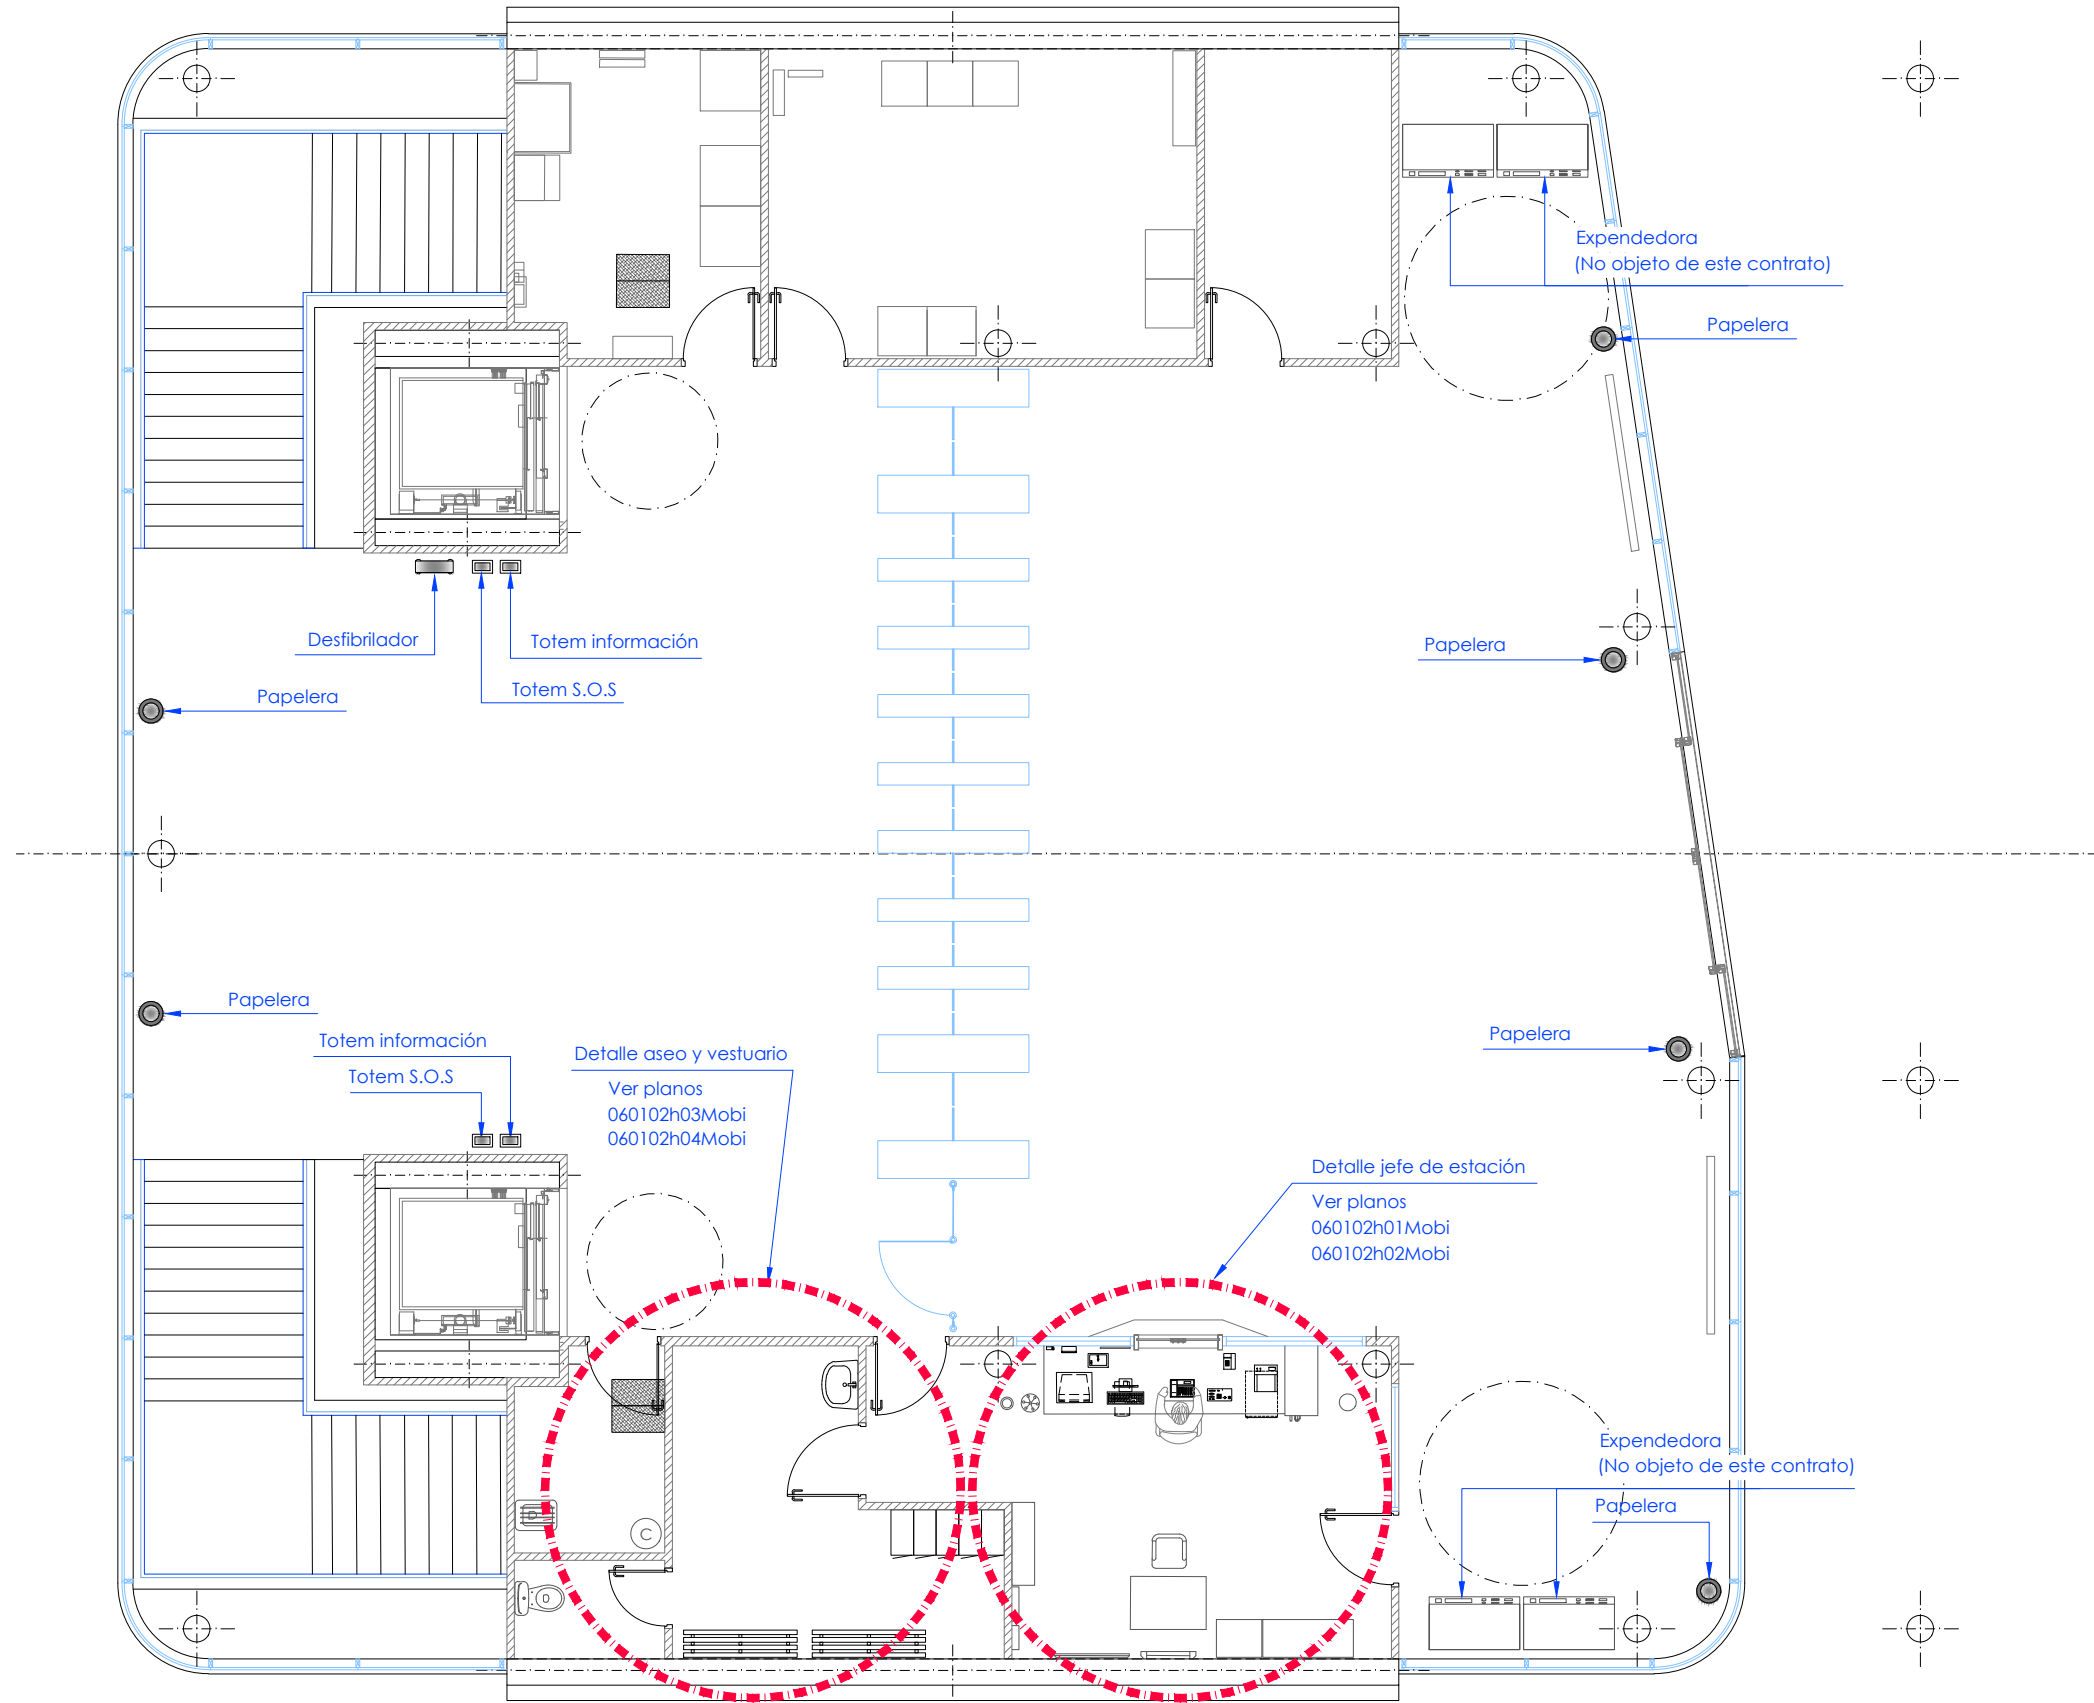 Expendedora
(No objeto de este contrato)
Papelera
Desfibrilador
Totem información
Papelera
Totem S.O.S
Papelera
Papelera
Totem información
Totem S.O.S
Detalle aseo y vestuario
Ver planos
060102h03Mobi
060102h04Mobi
Papelera
Detalle jefe de estación
Ver planos
060102h01Mobi
060102h02Mobi
Expendedora
(No objeto de este contrato)
Papelera
C
D
D